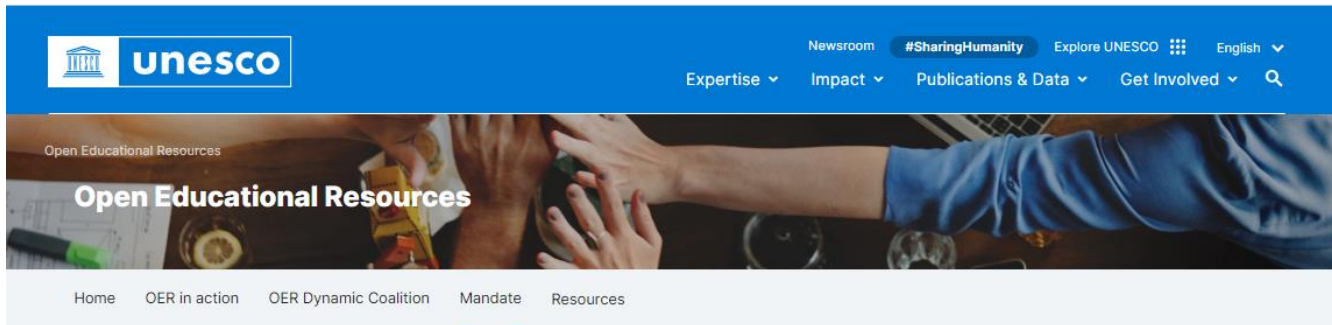 unesco
Newsroom #SharingHumanity Explore UNESCO English
Expertise Impact Publications & Data Get Involved
Open Educational Resources
Open Educational Resources
Home OER in action OER Dynamic Coalition Mandate Resources